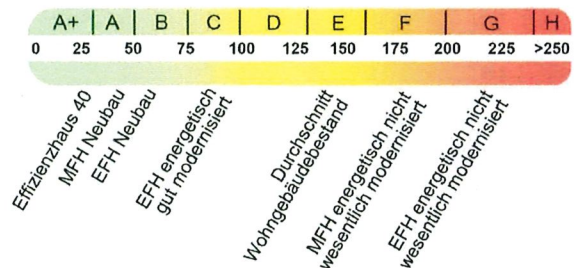 A+ A B C D E F G H
0 25 50 75 100 125 150 175 200 225 >250
Effizienzhaus 40
MFH Neubau
EFH Neubau
EFH energetisch
gut modernisiert
Durchschnitt
Wohngebäudebestand
MFH energetisch nicht
wesentlich modernisiert
EFH energetisch nicht
wesentlich modernisiert